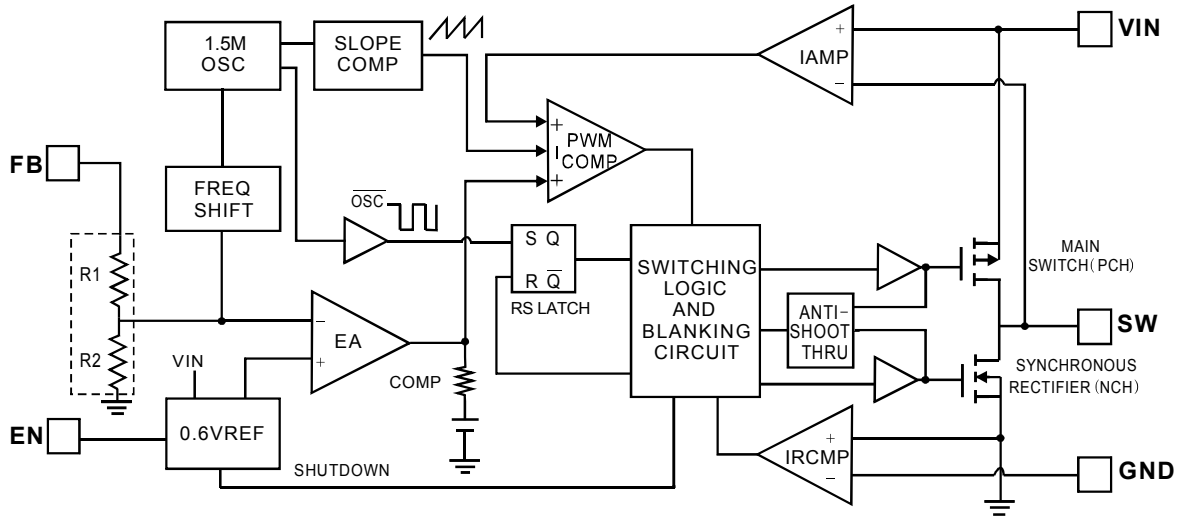 1.5M
OSC
SLOPE
COMP
+
IAMP
−
VIN
FB
FREQ
SHIFT
+
PWM
I COMP
+
OSC
S Q
R Q
RS LATCH
SWITCHING
LOGIC
AND
BLANKING
CIRCUIT
ANTI-
SHOOT
THRU
MAIN
SWITCH(PCH)
SW
SYNCHRONOUS
RECTIFIER(NCH)
R1
R2
−
EA
+
COMP
VIN
EN
0.6VREF
SHUTDOWN
+
IRCMP
−
GND